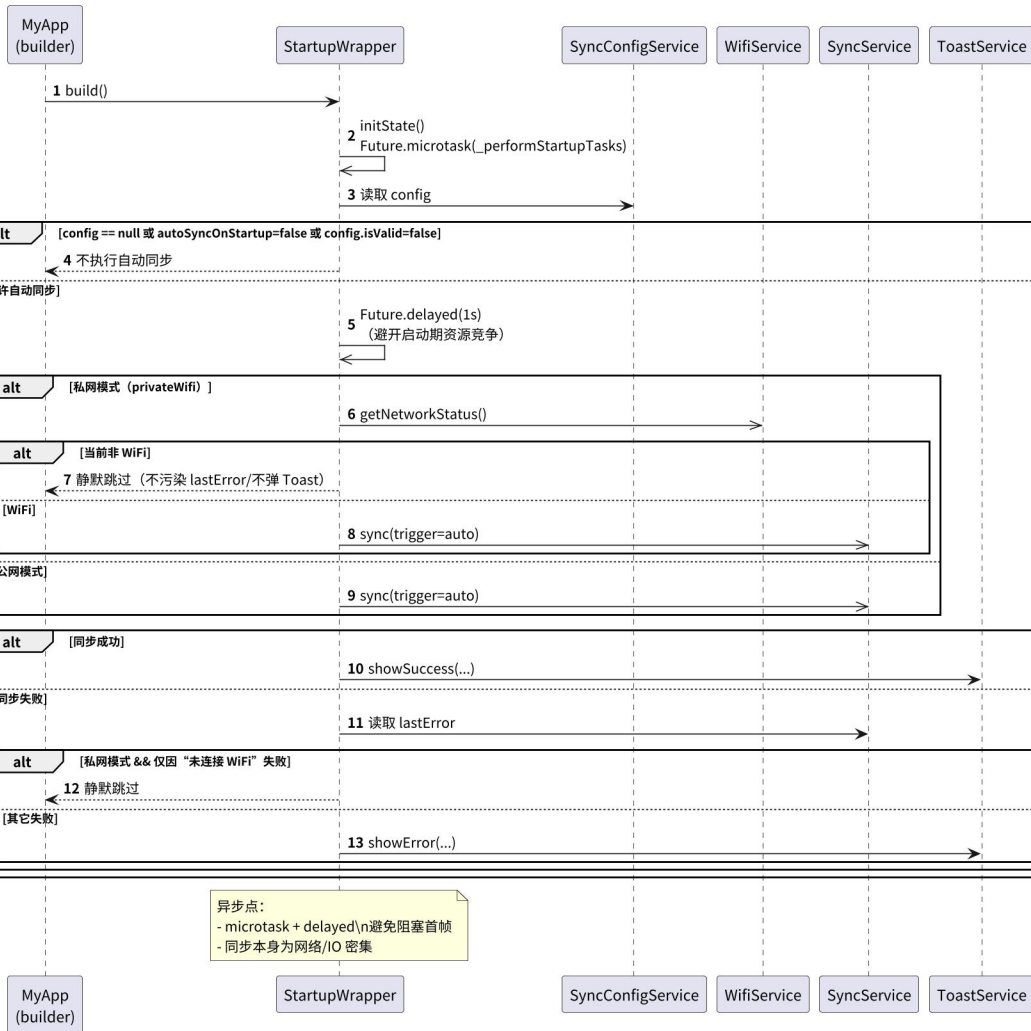 MyApp
(builder)
StartupWrapper
SyncConfigService
WifiService
SyncService
ToastService
1 build()
2 initState()
Future.microtask(_performStartupTasks)
3 读取 config
lt [config == null 或 autoSyncOnStartup=false 或 config.isValid=false]
4 不执行自动同步
许自动同步]
5 Future.delayed(1s)
（避开启动期资源竞争）
alt [私网模式（privateWifi）]
6 getNetworkStatus()
alt [当前非 WiFi]
7 静默跳过（不污染 lastError/不弹 Toast）
[WiFi]
8 sync(trigger=auto)
公网模式]
9 sync(trigger=auto)
alt [同步成功]
10 showSuccess(...)
同步失败]
11 读取 lastError
alt [私网模式 && 仅因“未连接 WiFi”失败]
12 静默跳过
[其它失败]
13 showError(...)
异步点：
- microtask + delayed\n避免阻塞首帧
- 同步本身为网络/IO 密集
MyApp
(builder)
StartupWrapper
SyncConfigService
WifiService
SyncService
ToastService